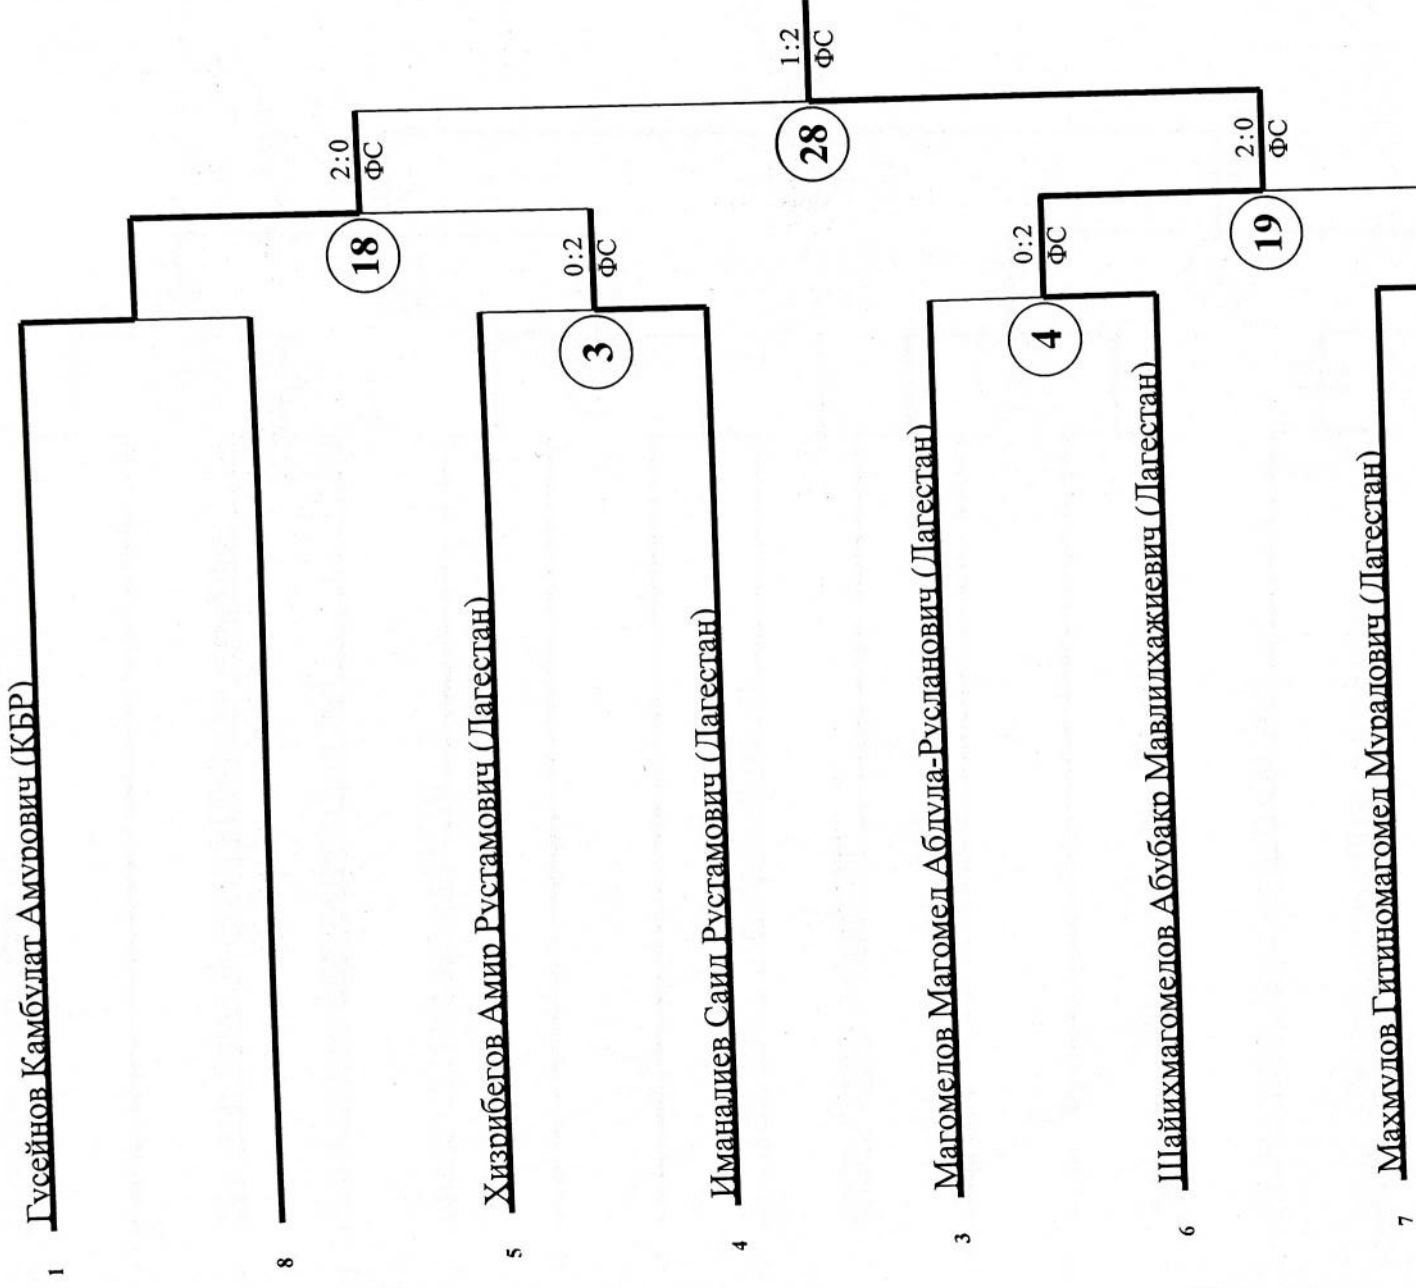 1 Гусейнов Камбулат Амурович (КБР)
8
5 Хизрибегов Амир Рустамович (Дагестан)
4 Иманалиев Саид Рустамович (Дагестан)
3 Магомедов Магомед Абдула-Русланович (Дагестан)
6 Шайихмагомедов Абубакр Мавлидхажиевич (Дагестан)
7 Махмудов Гитиномагомед Мурадович (Дагестан)
3
0:2
ФС
4
0:2
ФС
18
2:0
ФС
19
2:0
ФС
28
1:2
ФС